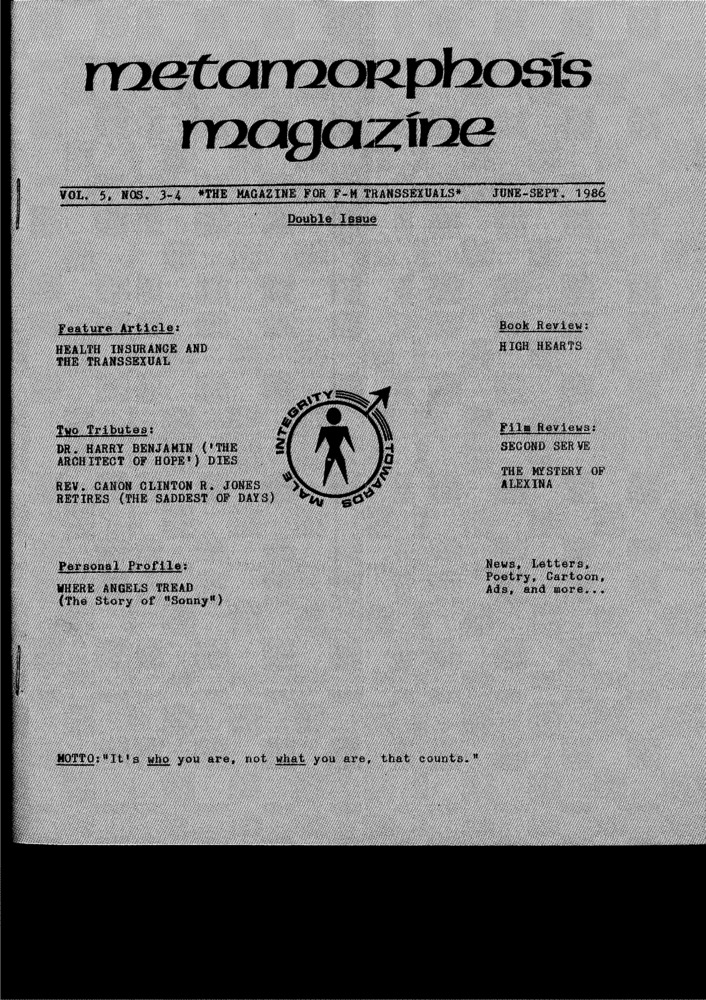 metamorphosis
magazine
VOL. 5, NOS. 3-4 *THE MAGAZINE FOR F-M TRANSSEXUALS* JUNE-SEPT. 1986
Double Issue
Feature Article:
HEALTH INSURANCE AND
THE TRANSSEXUAL
Book Review:
HIGH HEARTS
TOWARDS MALE INTEGRITY
Two Tributes:
DR. HARRY BENJAMIN ('THE
ARCHITECT OF HOPE') DIES
REV. CANON CLINTON R. JONES
RETIRES (THE SADDEST OF DAYS)
Film Reviews:
SECOND SERVE
THE MYSTERY OF
ALEXINA
Personal Profile:
WHERE ANGELS TREAD
(The Story of "Sonny")
News, Letters,
Poetry, Cartoon,
Ads, and more...
MOTTO:"It's who you are, not what you are, that counts."